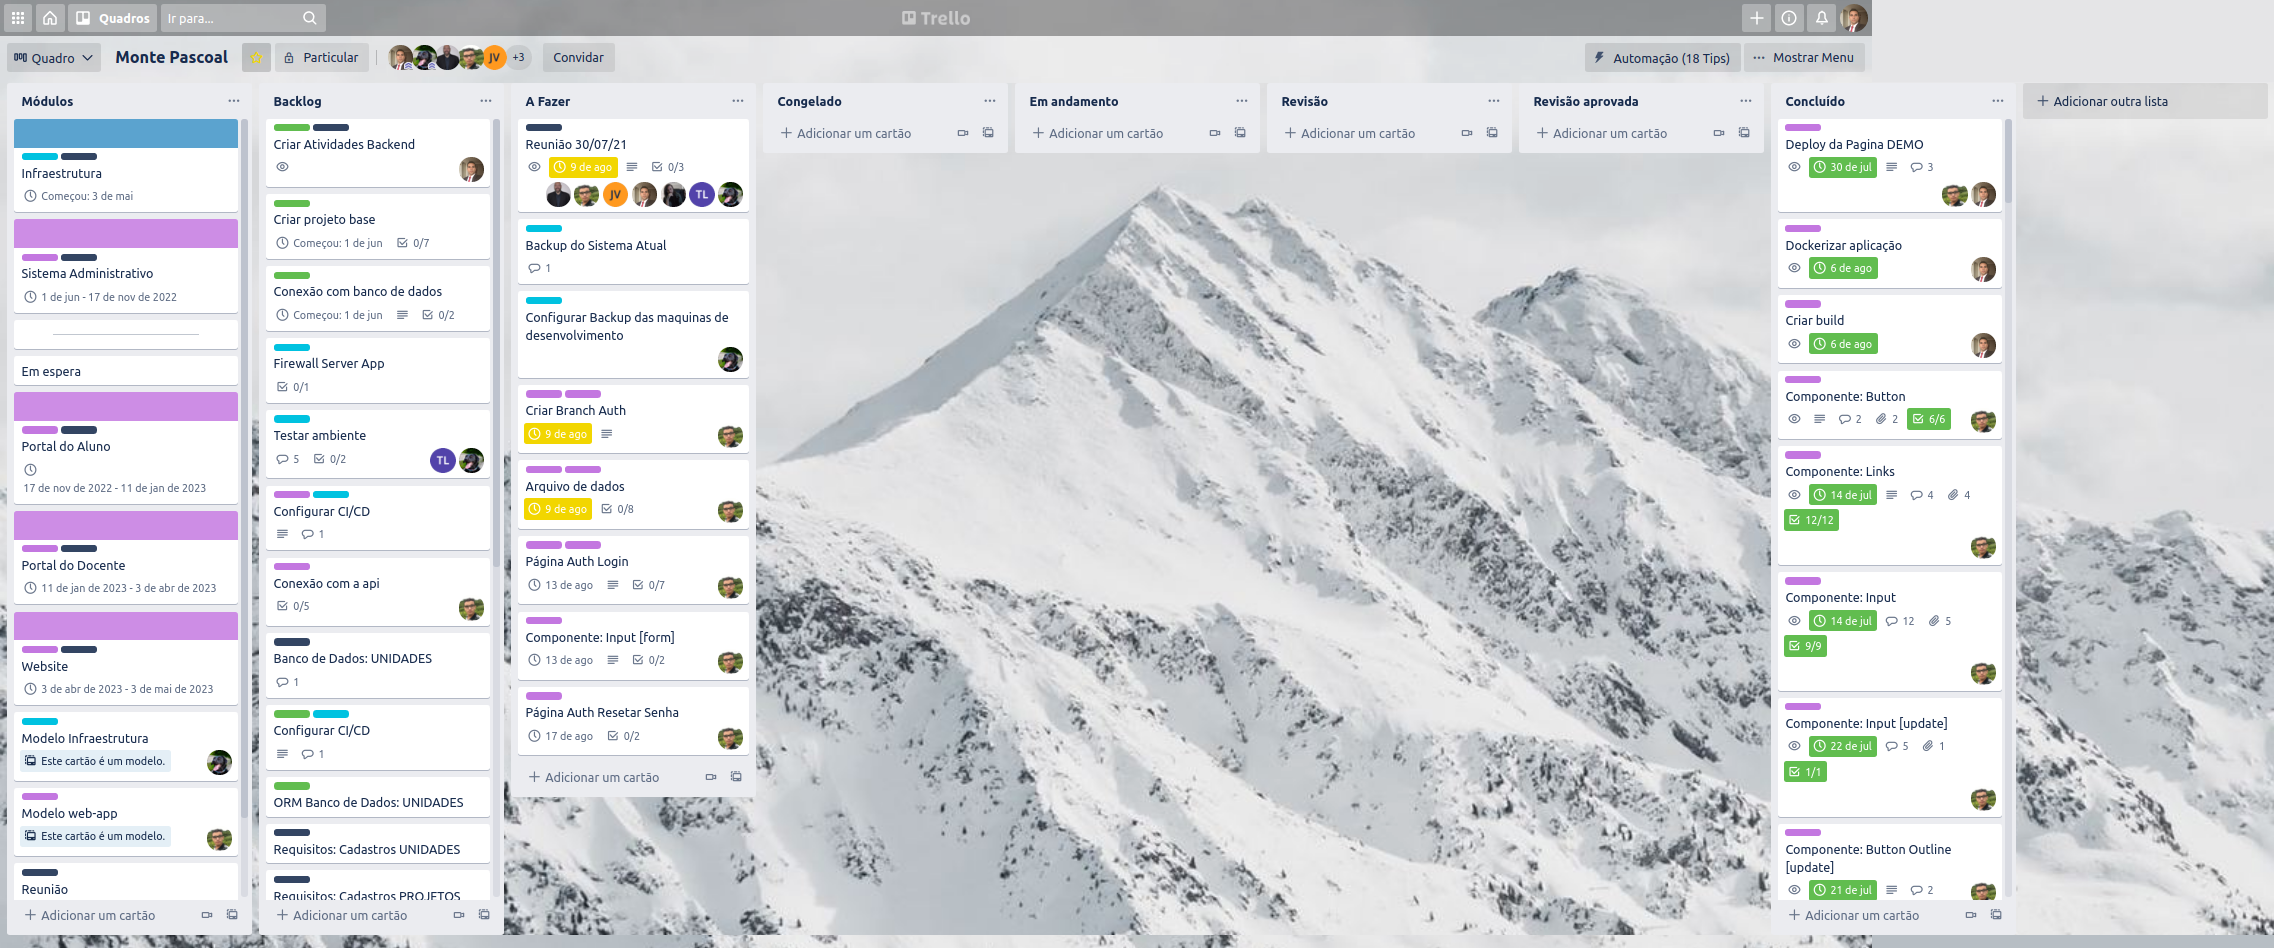 Quadros
Ir para...
Trello
Quadro
Monte Pascoal
Particular
JV
+3
Convidar
Automação (18 Tips)
Mostrar Menu
Módulos
Infraestrutura
Começou: 3 de mai
Sistema Administrativo
1 de jun - 17 de nov de 2022
Em espera
Portal do Aluno
17 de nov de 2022 - 11 de jan de 2023
Portal do Docente
11 de jan de 2023 - 3 de abr de 2023
Website
3 de abr de 2023 - 3 de mai de 2023
Modelo Infraestrutura
Este cartão é um modelo.
Modelo web-app
Este cartão é um modelo.
Reunião
Adicionar um cartão
Backlog
Criar Atividades Backend
Criar projeto base
Começou: 1 de jun 0/7
Conexão com banco de dados
Começou: 1 de jun 0/2
Firewall Server App
0/1
Testar ambiente
5 0/2
TL
Configurar CI/CD
1
Conexão com a api
0/5
Banco de Dados: UNIDADES
1
Configurar CI/CD
1
ORM Banco de Dados: UNIDADES
Requisitos: Cadastros UNIDADES
Requisitos: Cadastros PROJETOS
Adicionar um cartão
A Fazer
Reunião 30/07/21
9 de ago 0/3
JV TL
Backup do Sistema Atual
1
Configurar Backup das maquinas de
desenvolvimento
Criar Branch Auth
9 de ago
Arquivo de dados
9 de ago 0/8
Página Auth Login
13 de ago 0/7
Componente: Input [form]
13 de ago 0/2
Página Auth Resetar Senha
17 de ago 0/2
Adicionar um cartão
Congelado
Adicionar um cartão
Em andamento
Adicionar um cartão
Revisão
Adicionar um cartão
Revisão aprovada
Adicionar um cartão
Concluído
Deploy da Pagina DEMO
30 de jul 3
Dockerizar aplicação
6 de ago
Criar build
6 de ago
Componente: Button
2 2 6/6
Componente: Links
14 de jul 4 4
12/12
Componente: Input
14 de jul 12 5
9/9
Componente: Input [update]
22 de jul 5 1
1/1
Componente: Button Outline
[update]
21 de jul 2
Adicionar um cartão
Adicionar outra lista